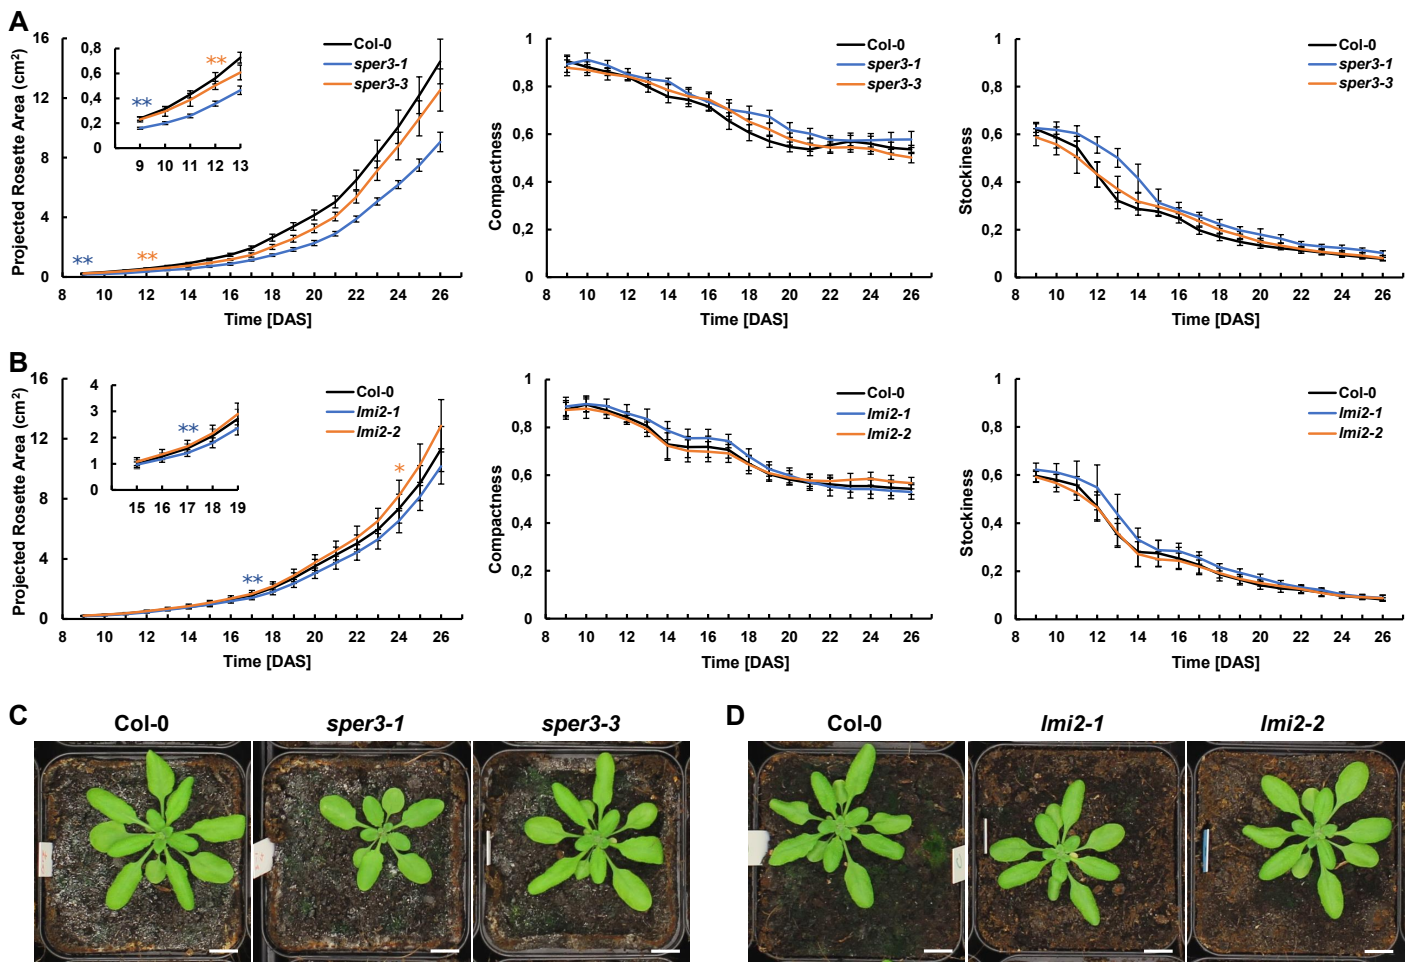 A
Projected Rosette Area (cm²)
16
12
8
4
0
8 10 12 14 16 18 20 22 24 26
Time [DAS]
0,8
0,6
0,4
0,2
0
9 10 11 12 13
**
**
**
**
Col-0
sper3-1
sper3-3
Compactness
1
0,8
0,6
0,4
0,2
0
8 10 12 14 16 18 20 22 24 26
Time [DAS]
Col-0
sper3-1
sper3-3
Stockiness
1
0,8
0,6
0,4
0,2
0
8 10 12 14 16 18 20 22 24 26
Time [DAS]
Col-0
sper3-1
sper3-3
B
Projected Rosette Area (cm²)
16
12
8
4
0
8 10 12 14 16 18 20 22 24 26
Time [DAS]
4
3
2
1
0
15 16 17 18 19
**
**
*
Col-0
lmi2-1
lmi2-2
Compactness
1
0,8
0,6
0,4
0,2
0
8 10 12 14 16 18 20 22 24 26
Time [DAS]
Col-0
lmi2-1
lmi2-2
Stockiness
1
0,8
0,6
0,4
0,2
0
8 10 12 14 16 18 20 22 24 26
Time [DAS]
Col-0
lmi2-1
lmi2-2
C
Col-0 sper3-1 sper3-3
D
Col-0 lmi2-1 lmi2-2